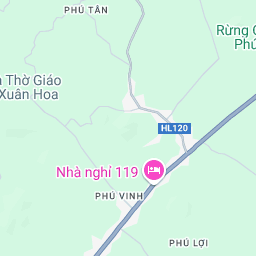 PHÚ TÂN
Rừng
Phú
Thờ Giáo
Xuân Hoa
HL120
Nhà nghỉ 119
PHÚ VINH
PHÚ LỢI